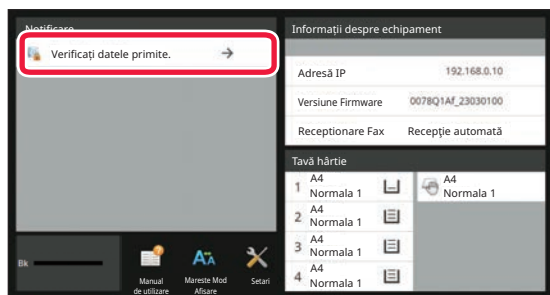 Notificare
Verificați datele primite.
Informații despre echipament
Adresă IP 192.168.0.10
Versiune Firmware 0078Q1Af_23030100
Receptionare Fax Recepție automată
Tavă hârtie
1 A4
Normala 1
A4
Normala 1
2 A4
Normala 1
3 A4
Normala 1
4 A4
Normala 1
Bk
Manual
de utilizare
Mareste Mod
Afisare
Setari